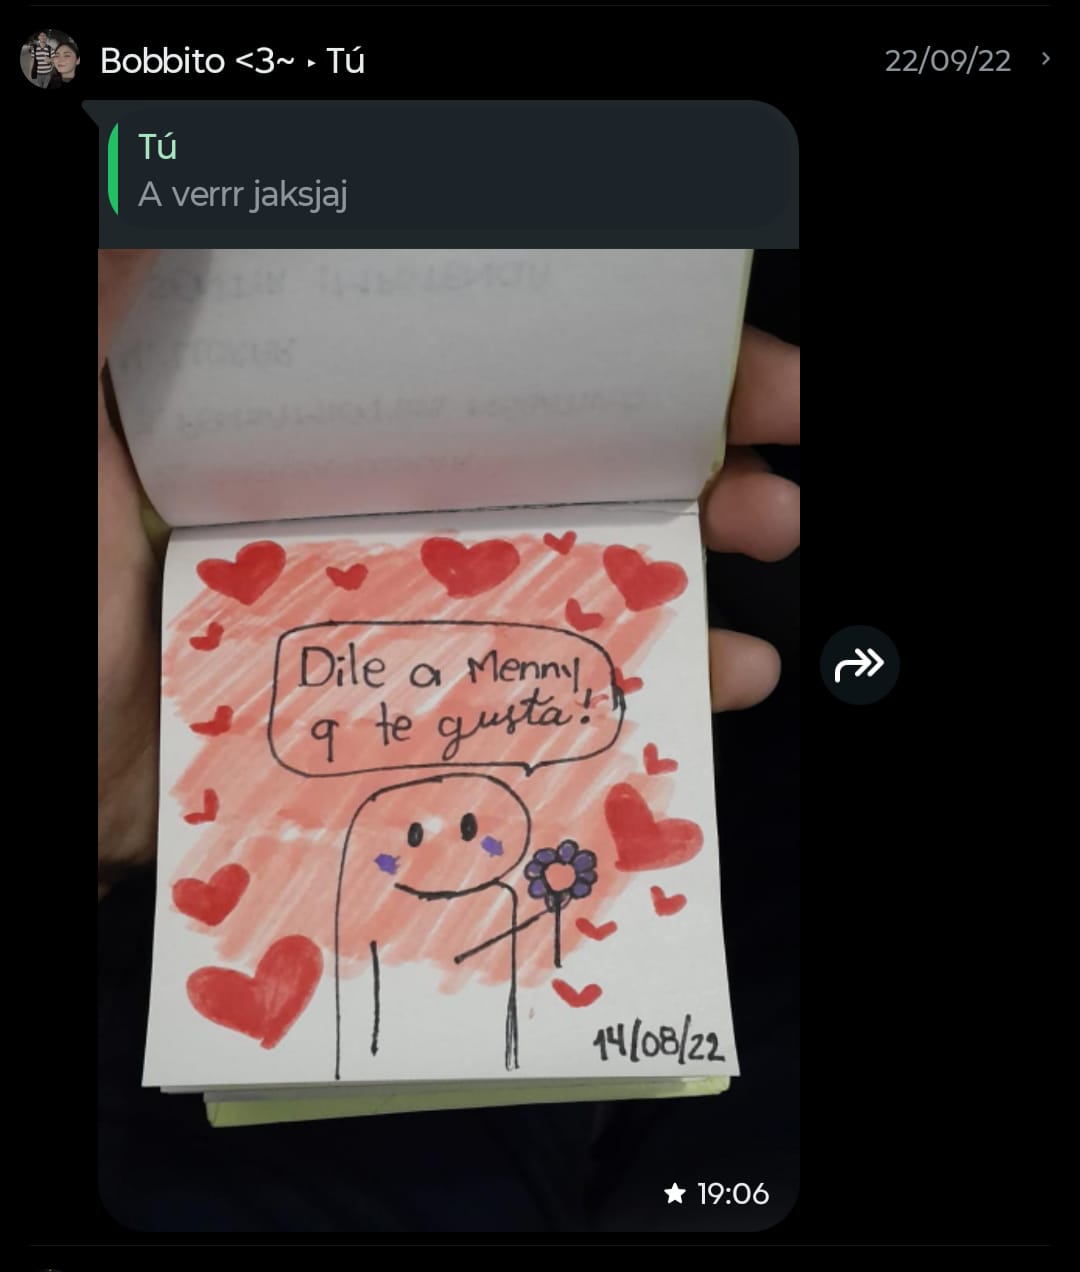 Bobbito <3~ ▸ Tú
22/09/22
Tú
A verrr jaksjaj
Dile a Menny
q te gusta!
14/08/22
19:06